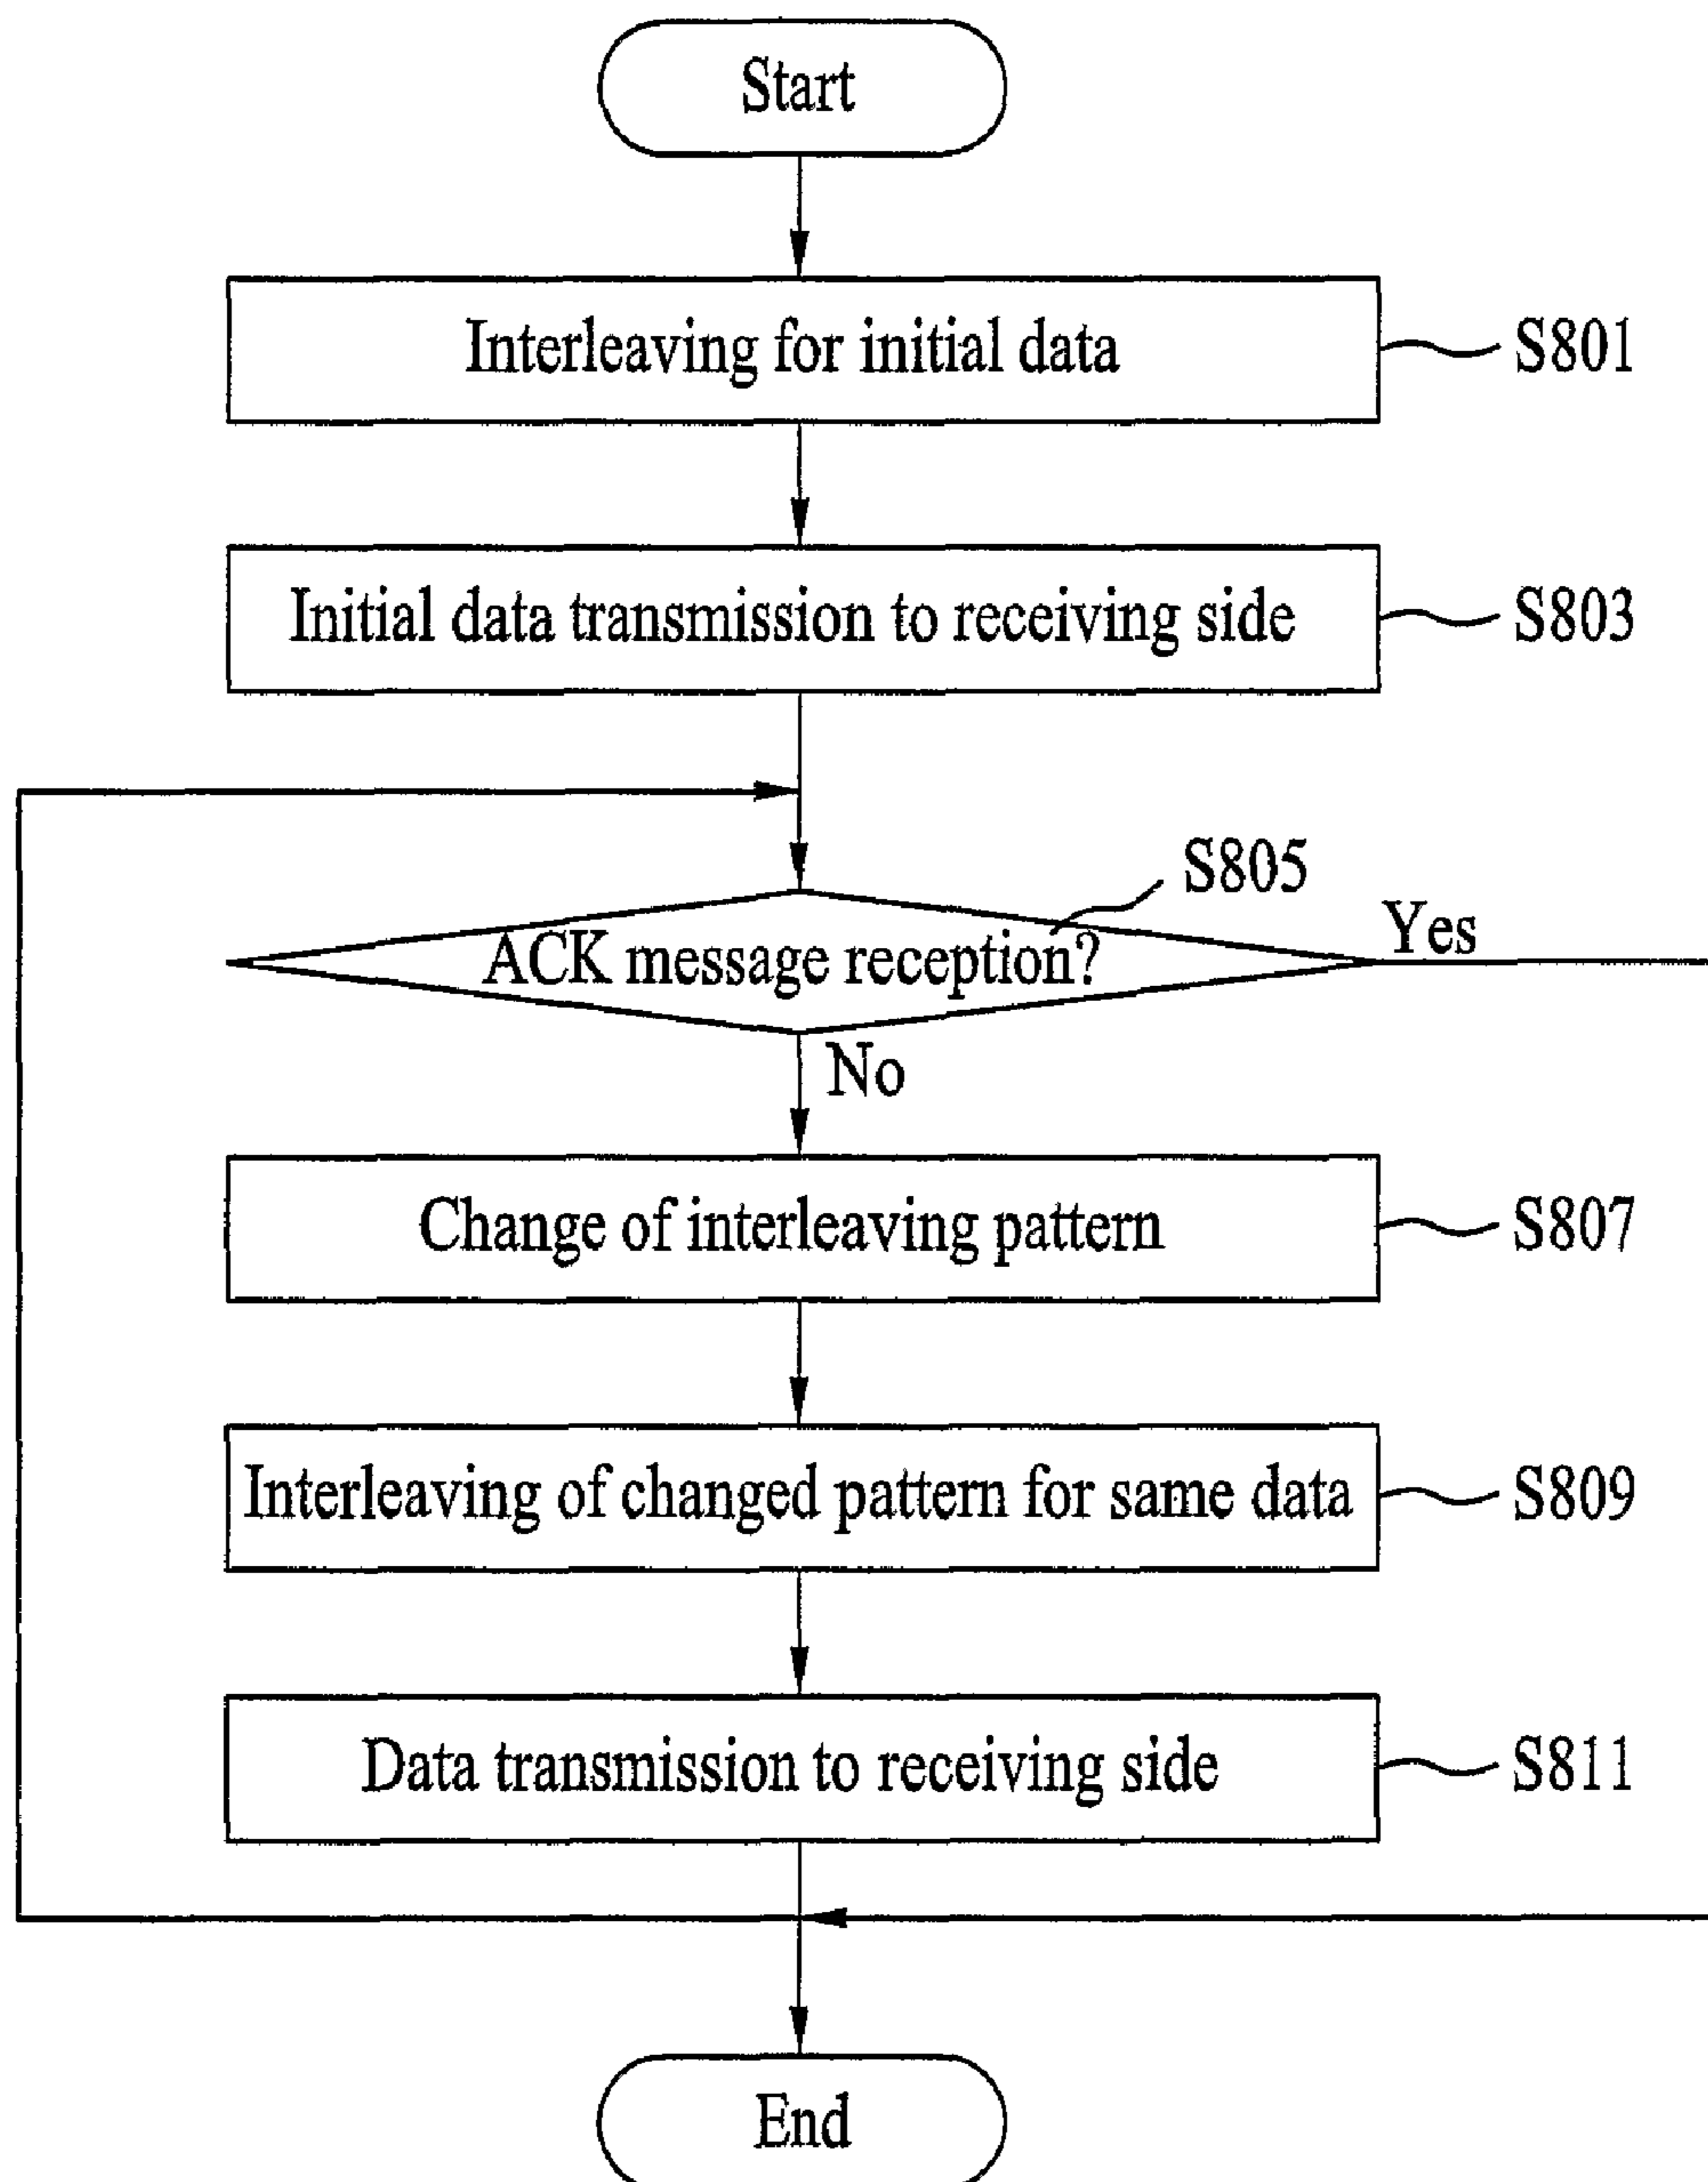 Start
Interleaving for initial data
S801
Initial data transmission to receiving side
S803
S805
ACK message reception?
Yes
No
Change of interleaving pattern
S807
Interleaving of changed pattern for same data
S809
Data transmission to receiving side
S811
End